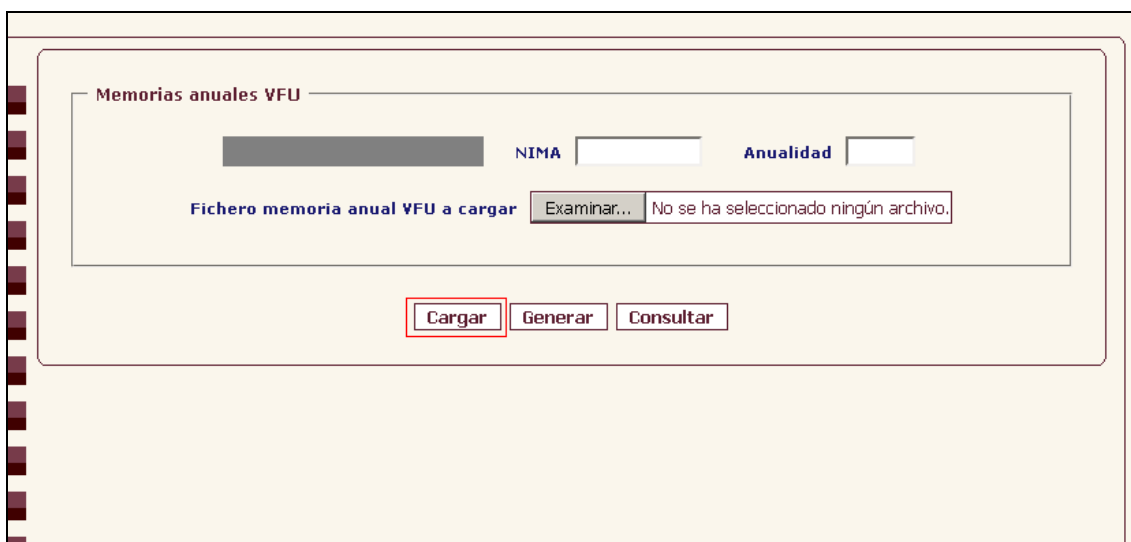 Memorias anuales VFU
NIMA Anualidad
Fichero memoria anual VFU a cargar Examinar... No se ha seleccionado ningún archivo.
Cargar Generar Consultar